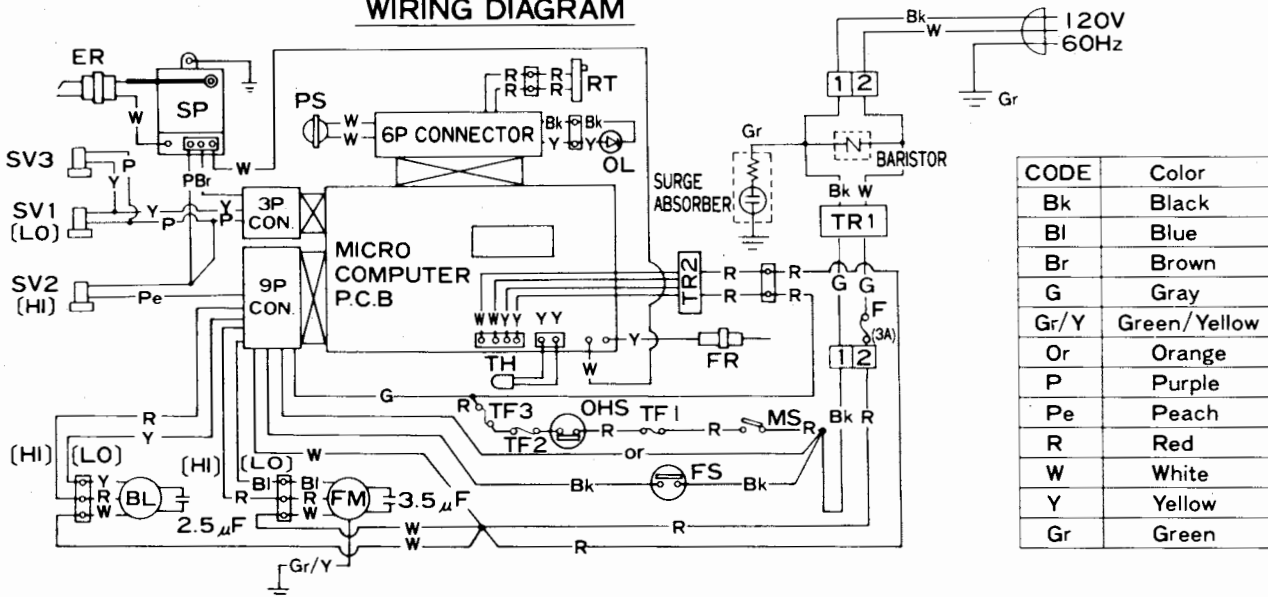 WIRING DIAGRAM
Bk
W
120V
60Hz
Gr
ER
SP
W
SV3
P
Y
SV1
(LO)
Y
Y
P
P
SV2
(HI)
Pe
P Br
W
PS
W
W
6P CONNECTOR
R R
R R
RT
Bk Bk
Y Y
OL
3P
CON.
9P
CON.
MICRO
COMPUTER
P.C.B
W W Y Y
Y Y
TH
W
Y
FR
TR2
R R
R R
SURGE
ABSORBER
Gr
1 2
N
BARISTOR
Bk W
TR1
G G
F
(3A)
1 2
Bk R
G
R
TF3
TF2
OHS
R
TF1
R
MS
R
or
Bk
FS
Bk
R
Y
(HI)
(LO)
Y
R
W
BL
2.5μF
(HI)
(LO)
Bl Bl
R R
W
FM
3.5μF
W
W
W
R
R
Gr/Y
CODE Color
Bk Black
Bl Blue
Br Brown
G Gray
Gr/Y Green/Yellow
Or Orange
P Purple
Pe Peach
R Red
W White
Y Yellow
Gr Green